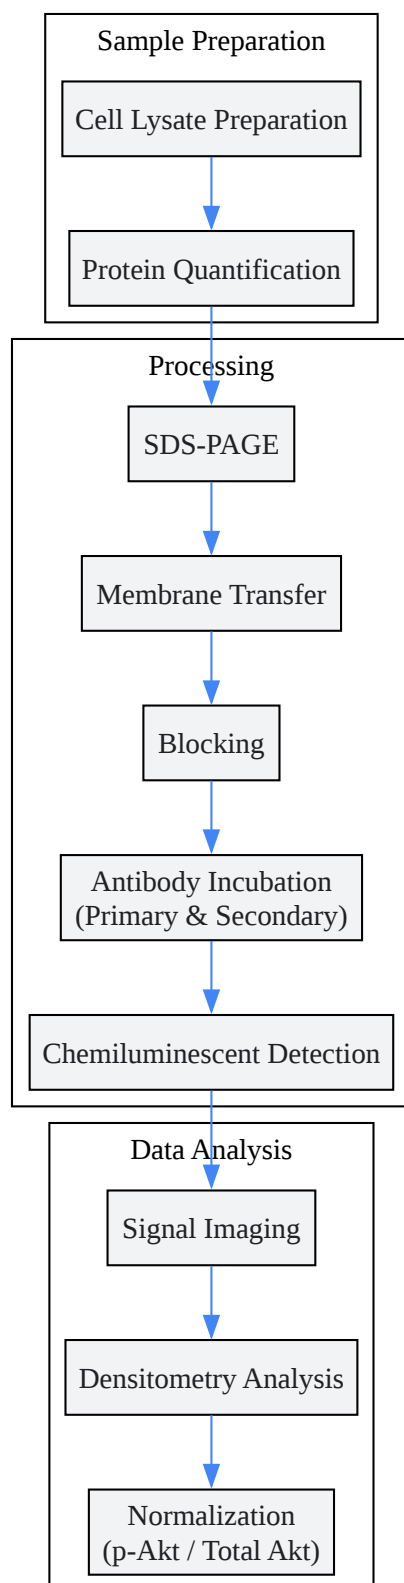 Sample Preparation
Cell Lysate Preparation
Protein Quantification
Processing
SDS-PAGE
Membrane Transfer
Blocking
Antibody Incubation
(Primary & Secondary)
Chemiluminescent Detection
Data Analysis
Signal Imaging
Densitometry Analysis
Normalization
(p-Akt / Total Akt)